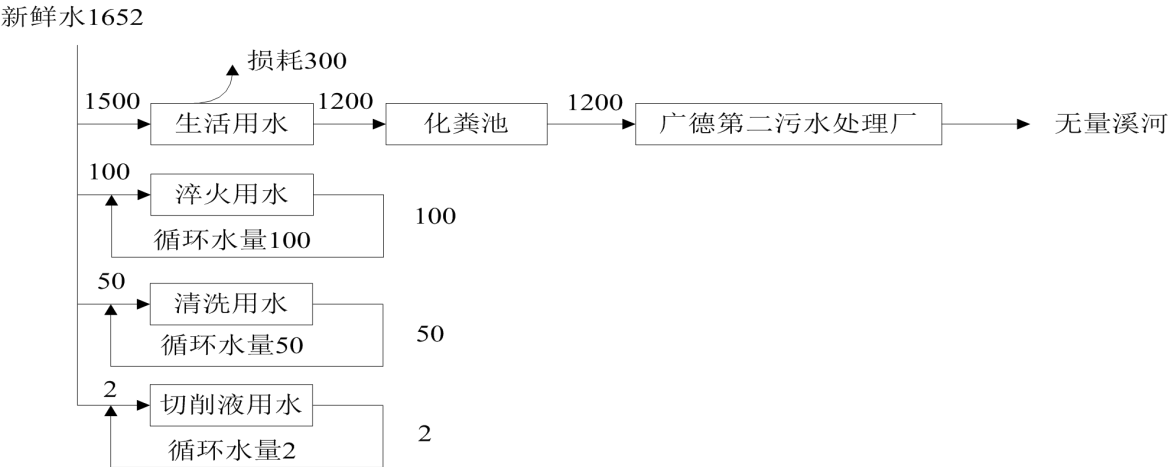 新鲜水1652
损耗300
1500
生活用水
1200
化粪池
1200
广德第二污水处理厂
无量溪河
100
淬火用水
100
循环水量100
50
清洗用水
50
循环水量50
2
切削液用水
2
循环水量2